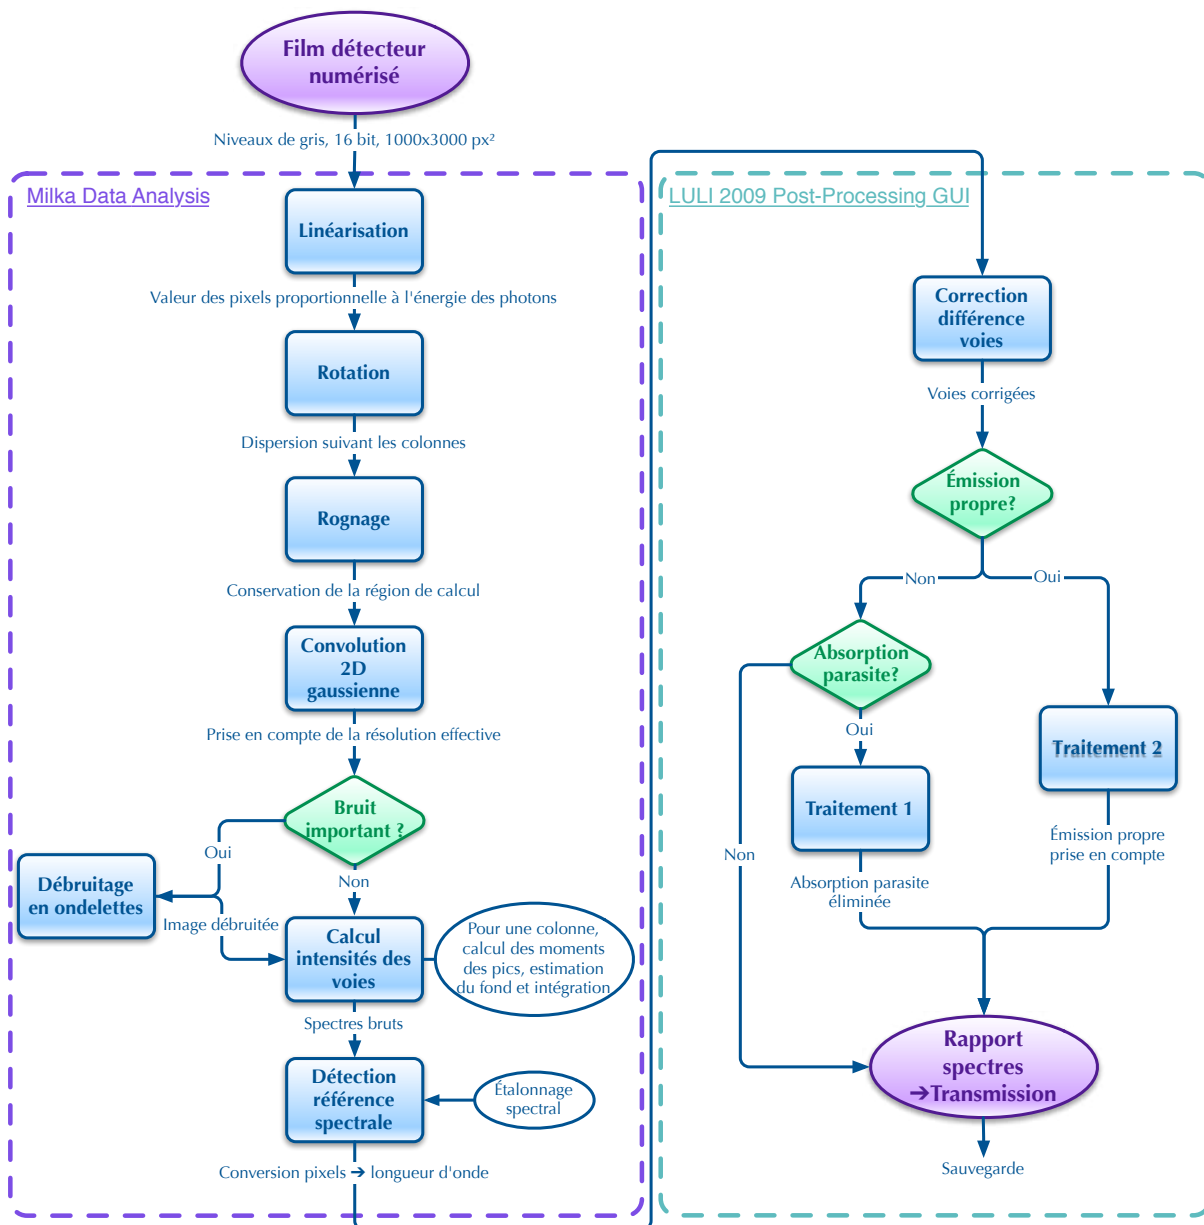 Film détecteur
numérisé
Niveaux de gris, 16 bit, 1000x3000 px²
Milka Data Analysis
Linéarisation
Valeur des pixels proportionnelle à l'énergie des photons
Rotation
Dispersion suivant les colonnes
Rognage
Conservation de la région de calcul
Convolution
2D
gaussienne
Prise en compte de la résolution effective
Bruit
important ?
Oui
Non
Débruitage
en ondelettes
Image débruitée
Calcul
intensités des
voies
Pour une colonne,
calcul des moments
des pics, estimation
du fond et intégration
Spectres bruts
Détection
référence
spectrale
Étalonnage
spectral
Conversion pixels ➔ longueur d'onde
LULI 2009 Post-Processing GUI
Correction
différence
voies
Voies corrigées
Émission
propre?
Non
Oui
Absorption
parasite?
Oui
Non
Traitement 1
Traitement 2
Absorption parasite
éliminée
Émission propre
prise en compte
Rapport
spectres
➔Transmission
Sauvegarde